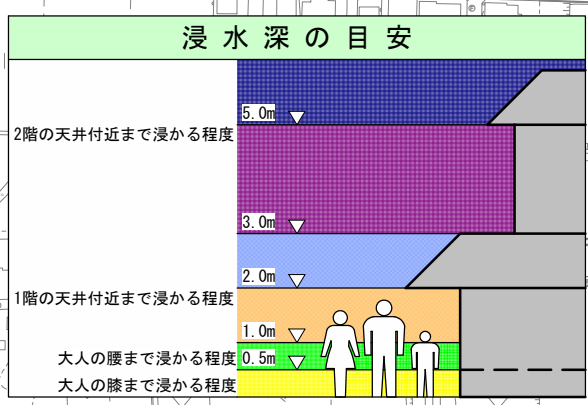 浸水深の目安
5.0m
2階の天井付近まで浸かる程度
3.0m
2.0m
1階の天井付近まで浸かる程度
1.0m
大人の腰まで浸かる程度 0.5m
大人の膝まで浸かる程度